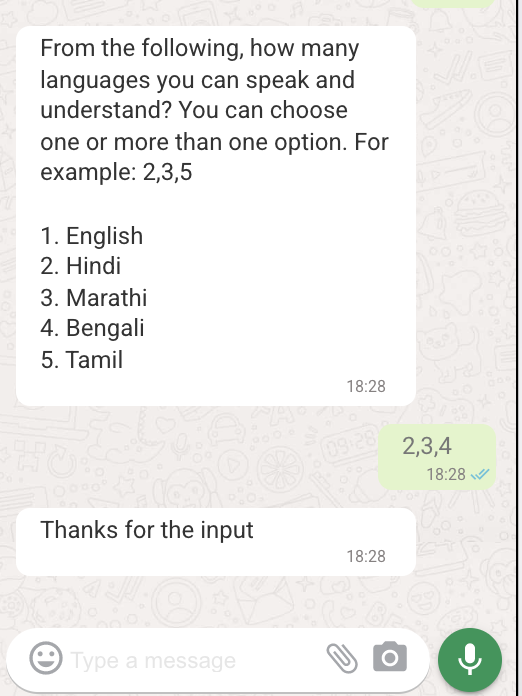 From the following, how many
languages you can speak and
understand? You can choose
one or more than one option. For
example: 2,3,5
1. English
2. Hindi
3. Marathi
4. Bengali
5. Tamil
18:28
2,3,4
18:28
Thanks for the input
18:28
Type a message